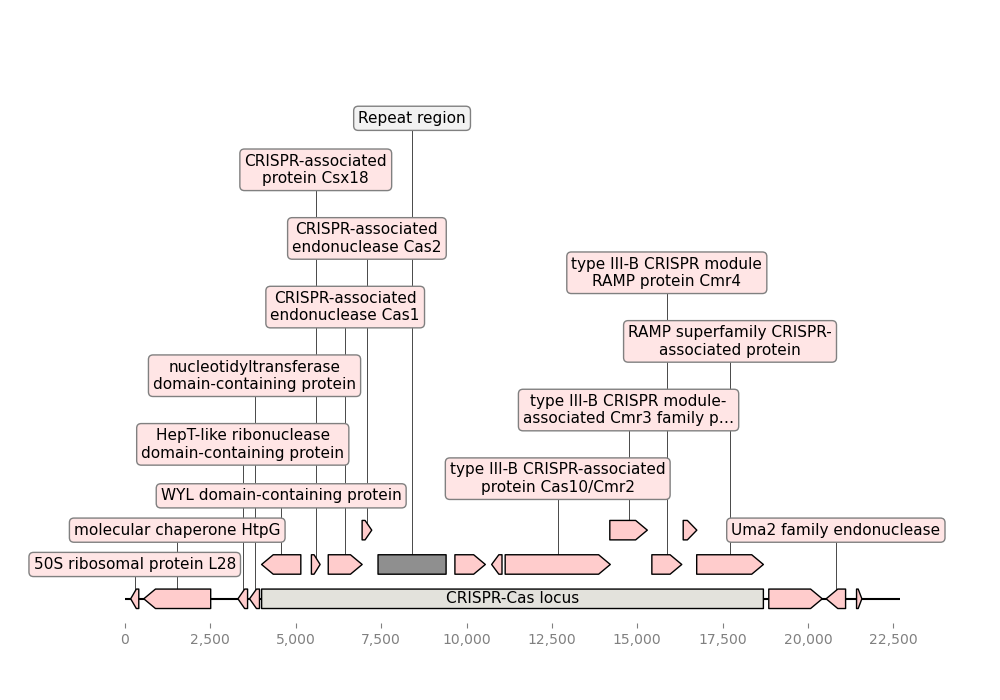 Repeat region
CRISPR-associated
protein Csx18
CRISPR-associated
endonuclease Cas2
type III-B CRISPR module
RAMP protein Cmr4
CRISPR-associated
endonuclease Cas1
RAMP superfamily CRISPR-
associated protein
nucleotidyltransferase
domain-containing protein
type III-B CRISPR module-
associated Cmr3 family p…
HepT-like ribonuclease
domain-containing protein
type III-B CRISPR-associated
protein Cas10/Cmr2
WYL domain-containing protein
molecular chaperone HtpG
Uma2 family endonuclease
50S ribosomal protein L28
CRISPR-Cas locus
0 2,500 5,000 7,500 10,000 12,500 15,000 17,500 20,000 22,500